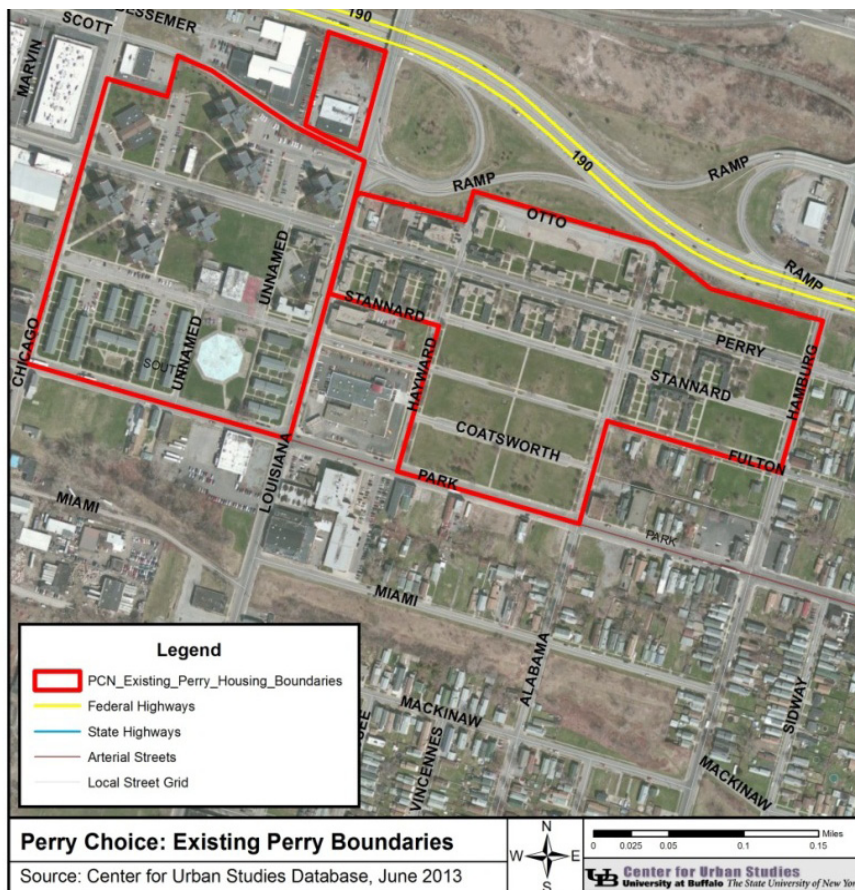 BESSEMER
SCOTT
190
MARVIN
190
RAMP
RAMP
OTTO
UNNAMED
RAMP
STANNARD
PERRY
CHICAGO
UNNAMED
SOUTH
HAYWARD
STANNARD
HAMBURG
COATSWORTH
FULTON
LOUISIANA
PARK
MIAMI
PARK
MIAMI
ALABAMA
MACKINAW
SIDWAY
VINCENNES
MACKINAW
Legend
PCN_Existing_Perry_Housing_Boundaries
Federal Highways
State Highways
Arterial Streets
Local Street Grid
Perry Choice: Existing Perry Boundaries
Source: Center for Urban Studies Database, June 2013
N
W E
S
Miles
0 0.025 0.05 0.1 0.15
UB Center for Urban Studies
University at Buffalo The State University of New Yor